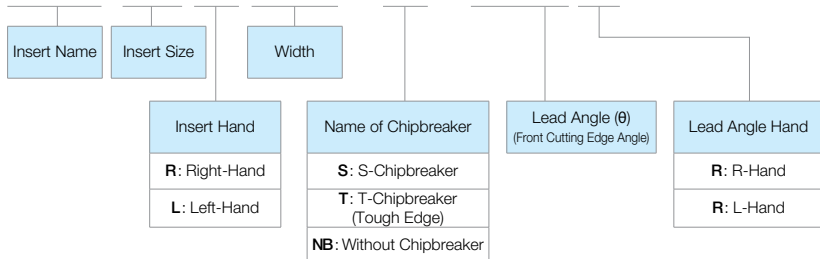 Insert Name
Insert Size
Width
Insert Hand
R: Right-Hand
L: Left-Hand
Name of Chipbreaker
S: S-Chipbreaker
T: T-Chipbreaker
(Tough Edge)
NB: Without Chipbreaker
Lead Angle (θ)
(Front Cutting Edge Angle)
Lead Angle Hand
R: R-Hand
R: L-Hand